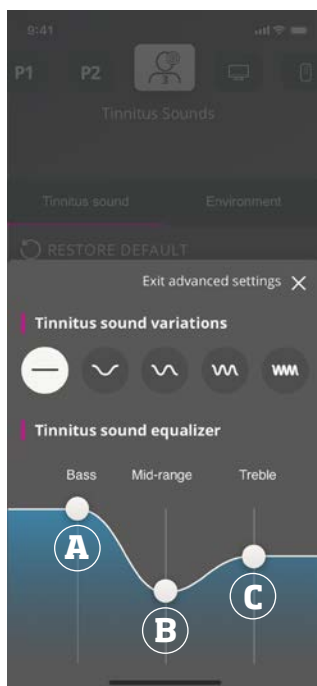 9:41
P1 P2 3
Tinnitus Sounds
Tinnitus sound Environment
RESTORE DEFAULT
Exit advanced settings
Tinnitus sound variations
Tinnitus sound equalizer
Bass Mid-range Treble
A
C
B